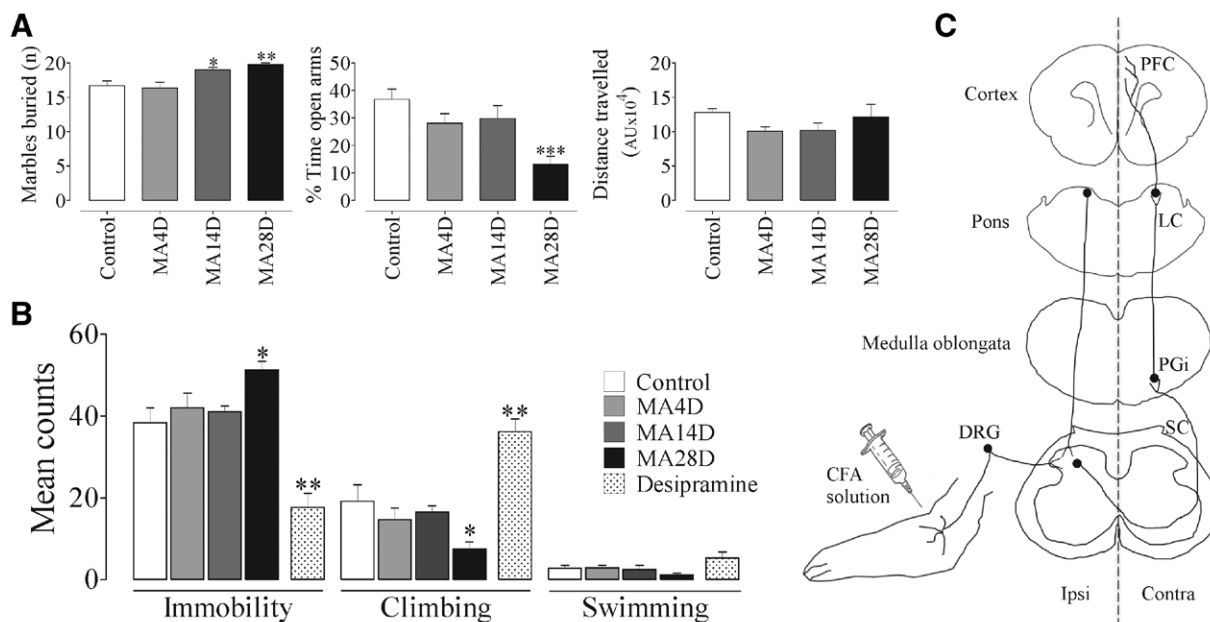 A
Marbles buried (n)
20
15
10
5
0
*
**
Control
MA4D
MA14D
MA28D
% Time open arms
50
40
30
20
10
0
***
Control
MA4D
MA14D
MA28D
Distance travelled
(AUx10⁴)
20
15
10
5
0
Control
MA4D
MA14D
MA28D
B
Mean counts
60
40
20
0
*
**
*
**
Immobility
Climbing
Swimming
Control
MA4D
MA14D
MA28D
Desipramine
C
Cortex
PFC
Pons
LC
Medulla oblongata
PGi
SC
DRG
CFA
solution
Ipsi
Contra